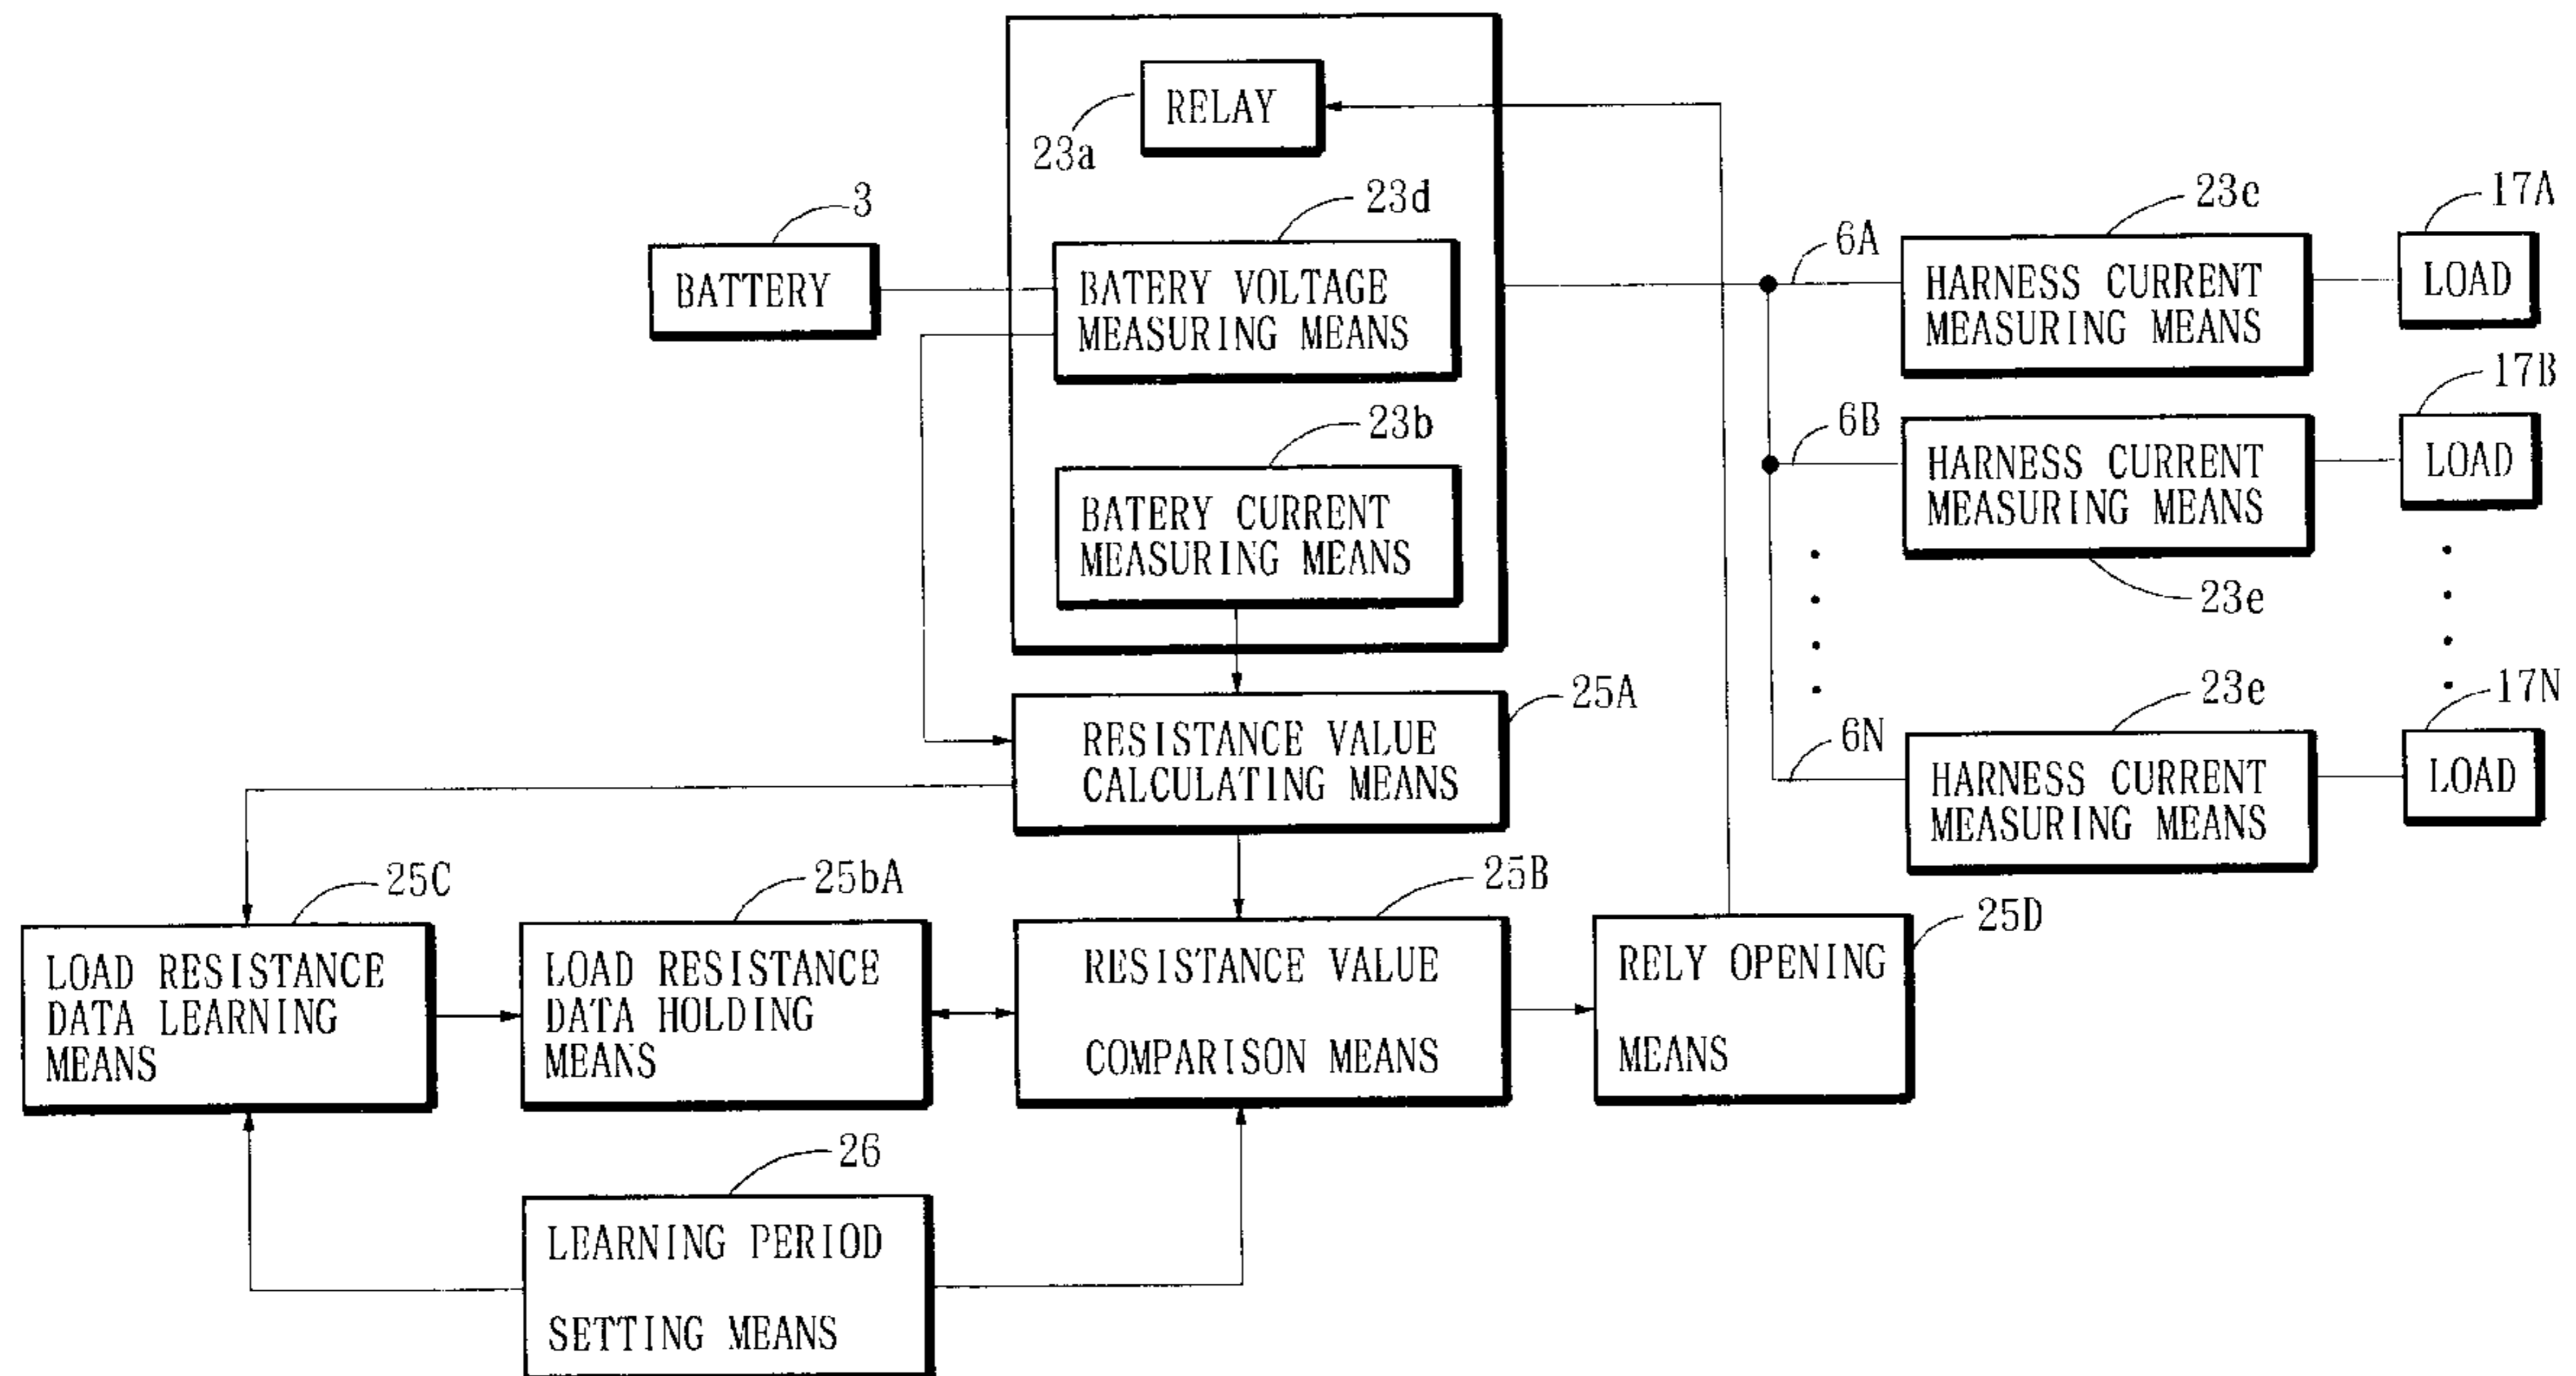 RELAY
23a
3
BATTERY
23d
BATERY VOLTAGE
MEASURING MEANS
23b
BATERY CURRENT
MEASURING MEANS
6A
23e
HARNESS CURRENT
MEASURING MEANS
17A
LOAD
6B
HARNESS CURRENT
MEASURING MEANS
23e
17B
LOAD
6N
23e
HARNESS CURRENT
MEASURING MEANS
17N
LOAD
25A
RESISTANCE VALUE
CALCULATING MEANS
25C
LOAD RESISTANCE
DATA LEARNING
MEANS
25bA
LOAD RESISTANCE
DATA HOLDING
MEANS
25B
RESISTANCE VALUE
COMPARISON MEANS
25D
RELY OPENING
MEANS
26
LEARNING PERIOD
SETTING MEANS